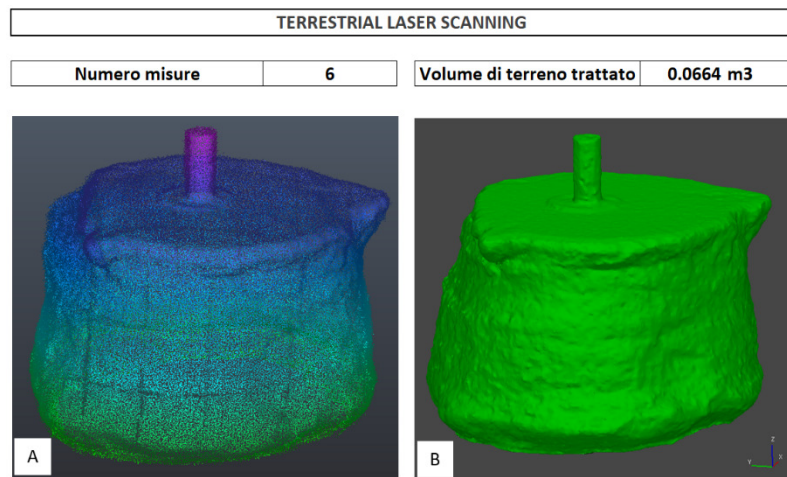 TERRESTRIAL LASER SCANNING
Numero misure 6 Volume di terreno trattato 0.0664 m3
A B
Z
Y X